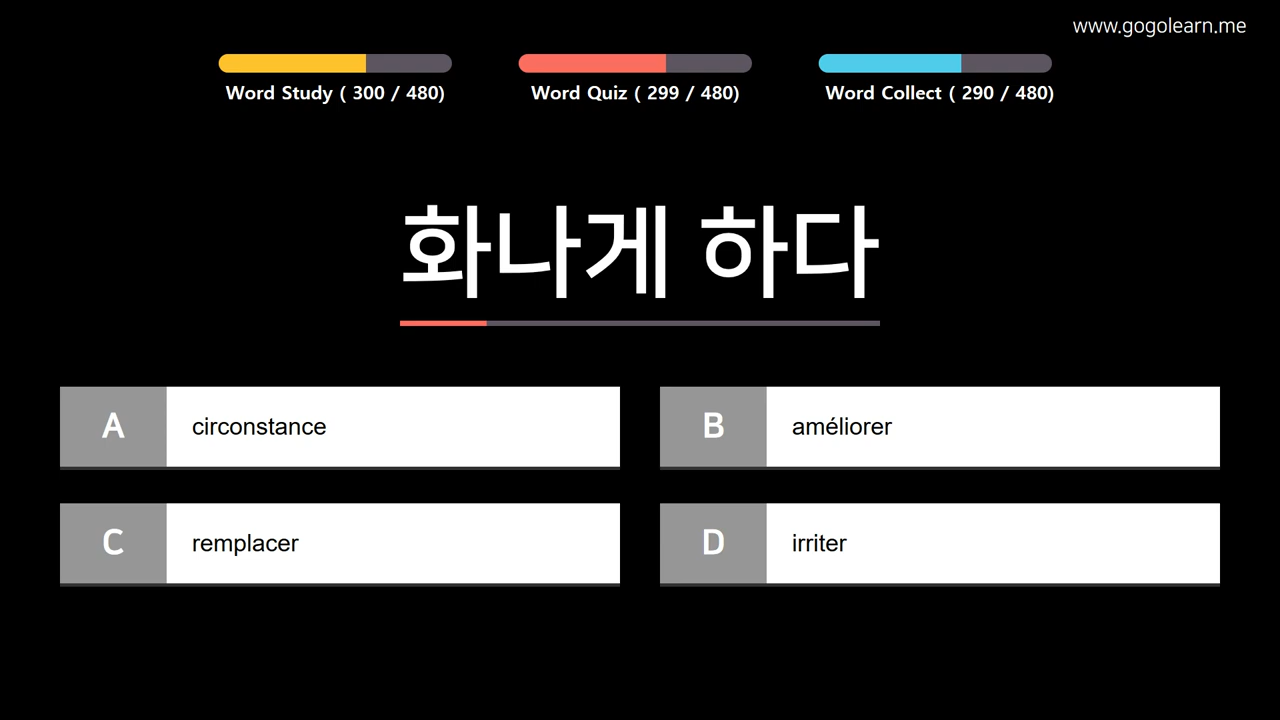 www.gogolearn.me
Word Study ( 300 / 480)
Word Quiz ( 299 / 480)
Word Collect ( 290 / 480)
화나게 하다
A circonstance
B améliorer
C remplacer
D irriter